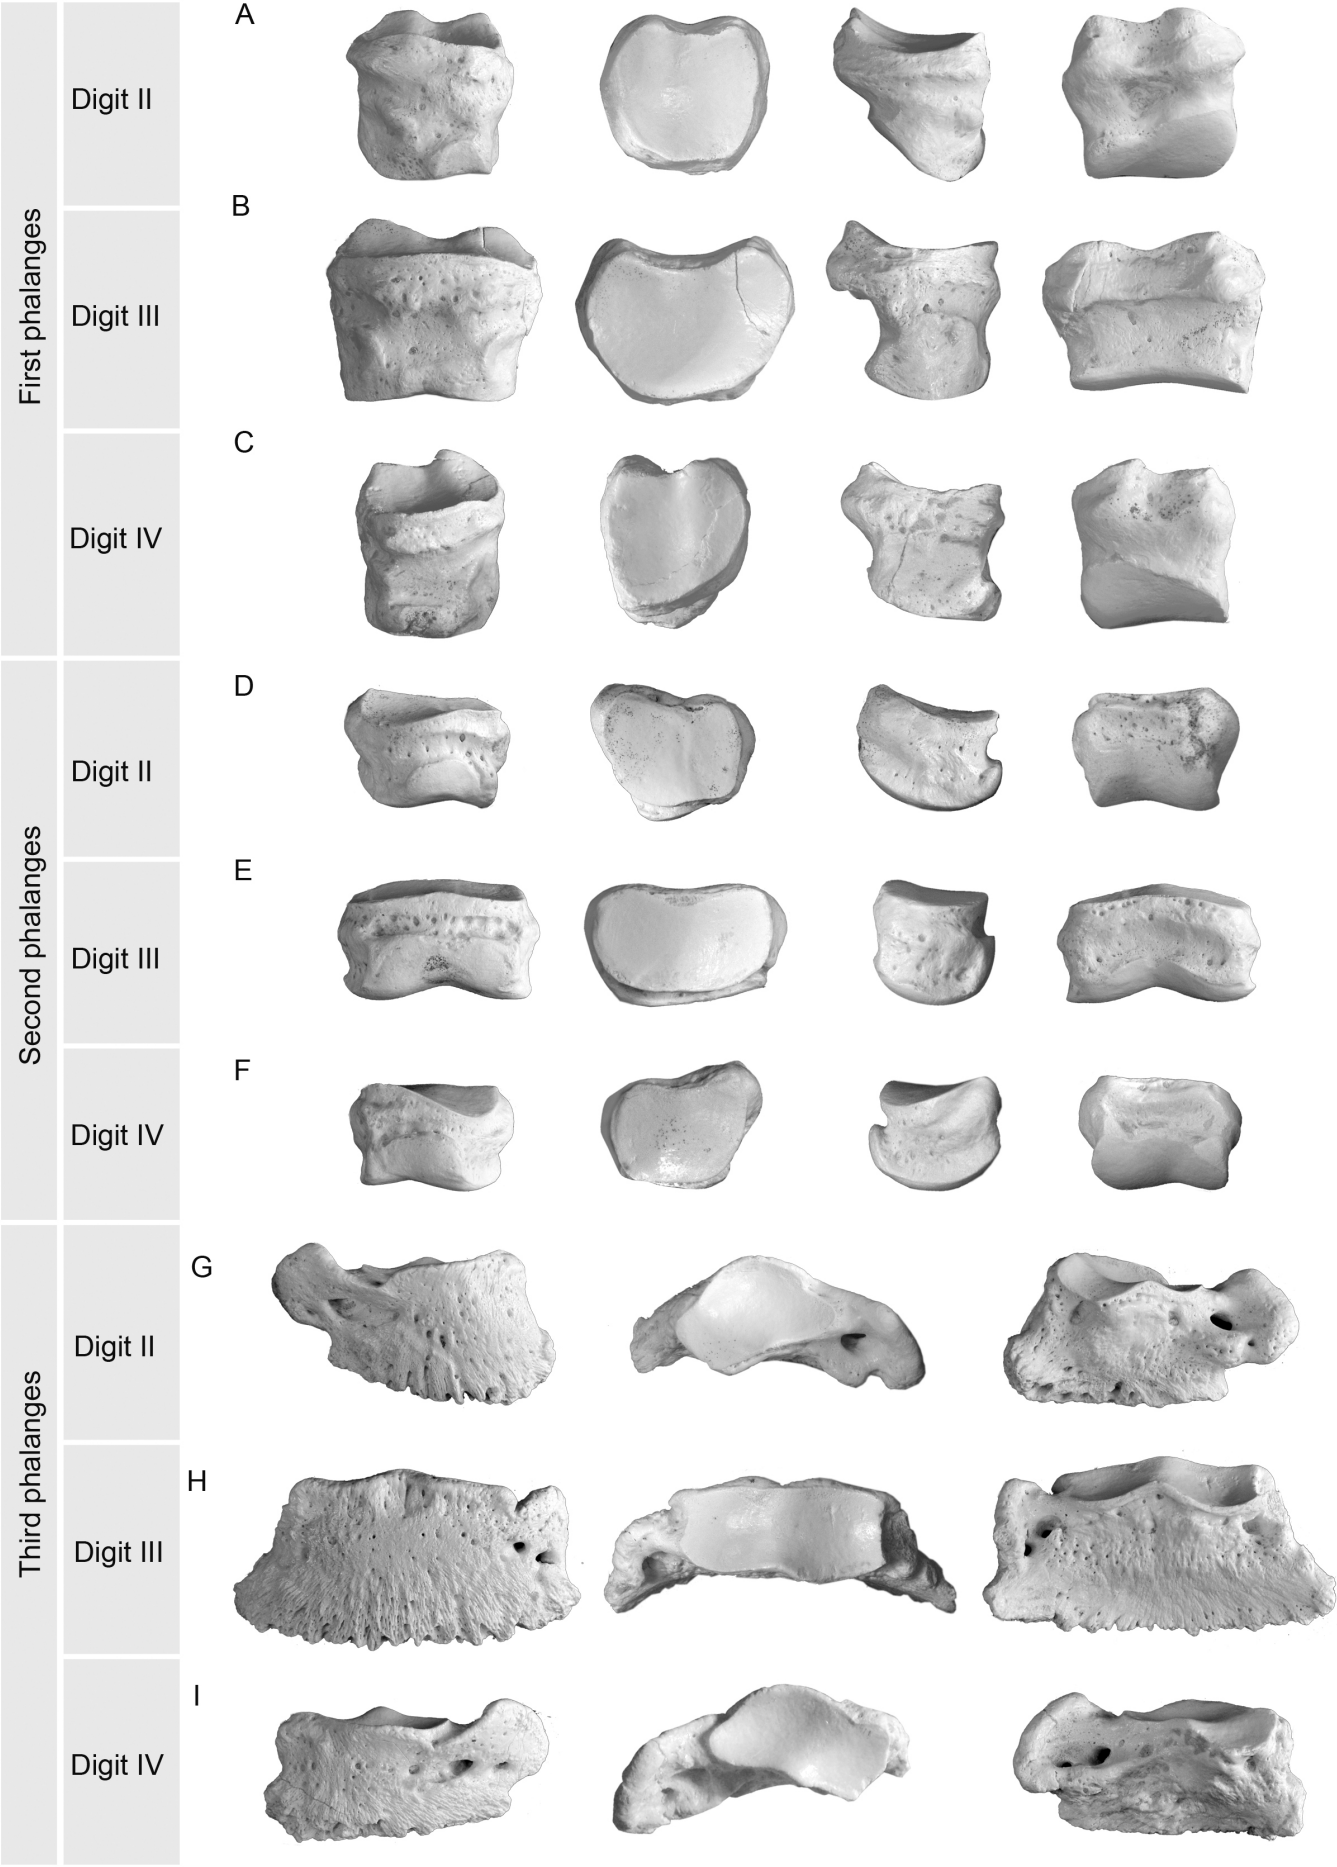 First phalanges
A
Digit II
B
Digit III
C
Digit IV
Second phalanges
D
Digit II
E
Digit III
F
Digit IV
Third phalanges
G
Digit II
H
Digit III
I
Digit IV